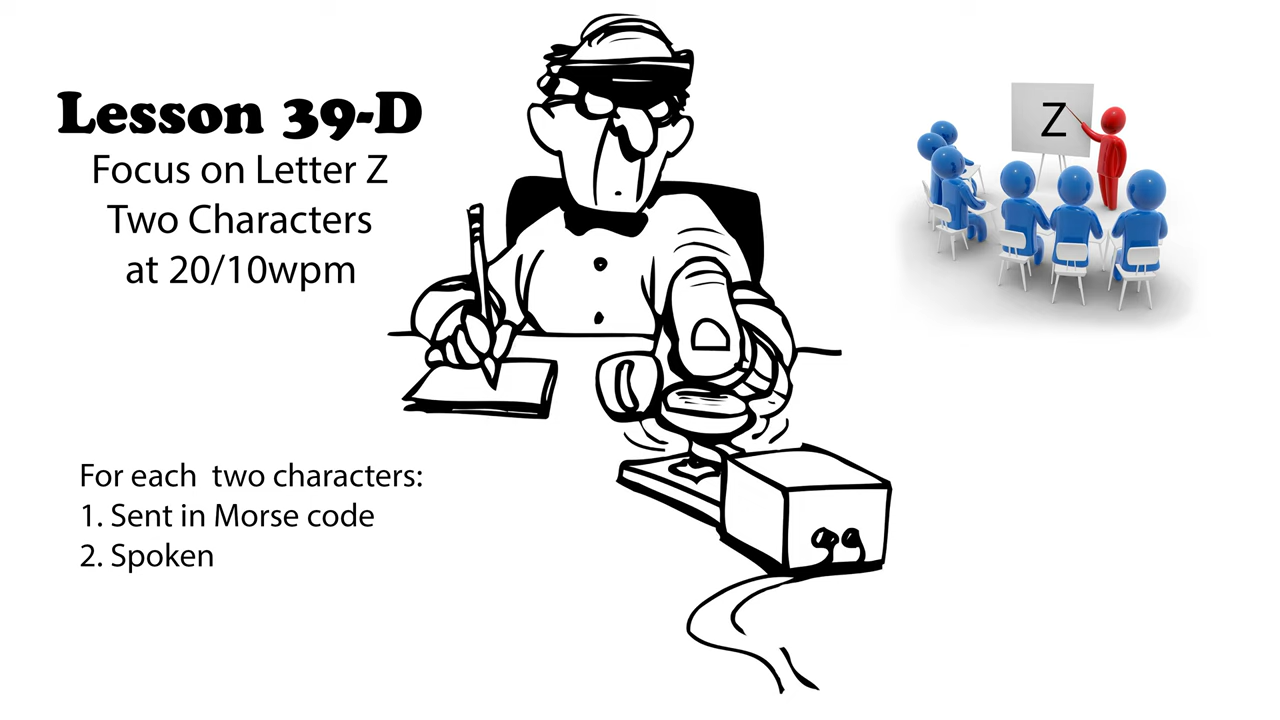 Lesson 39-D
Focus on Letter Z
Two Characters
at 20/10wpm
Z
For each two characters:
1. Sent in Morse code
2. Spoken